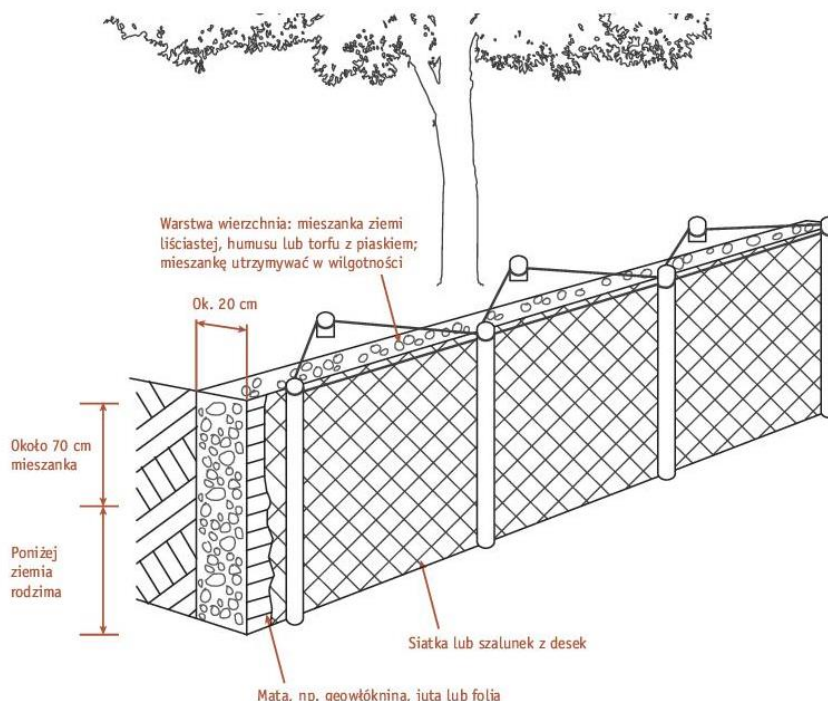 Warstwa wierzchnia: mieszanka ziemi
liściastej, humusu lub torfu z piaskiem;
mieszankę utrzymywać w wilgotności
Ok. 20 cm
Około 70 cm
mieszanka
Poniżej
ziemia
rodzima
Siatka lub szalunek z desek
Mata, np. geowłóknina, juta lub folia